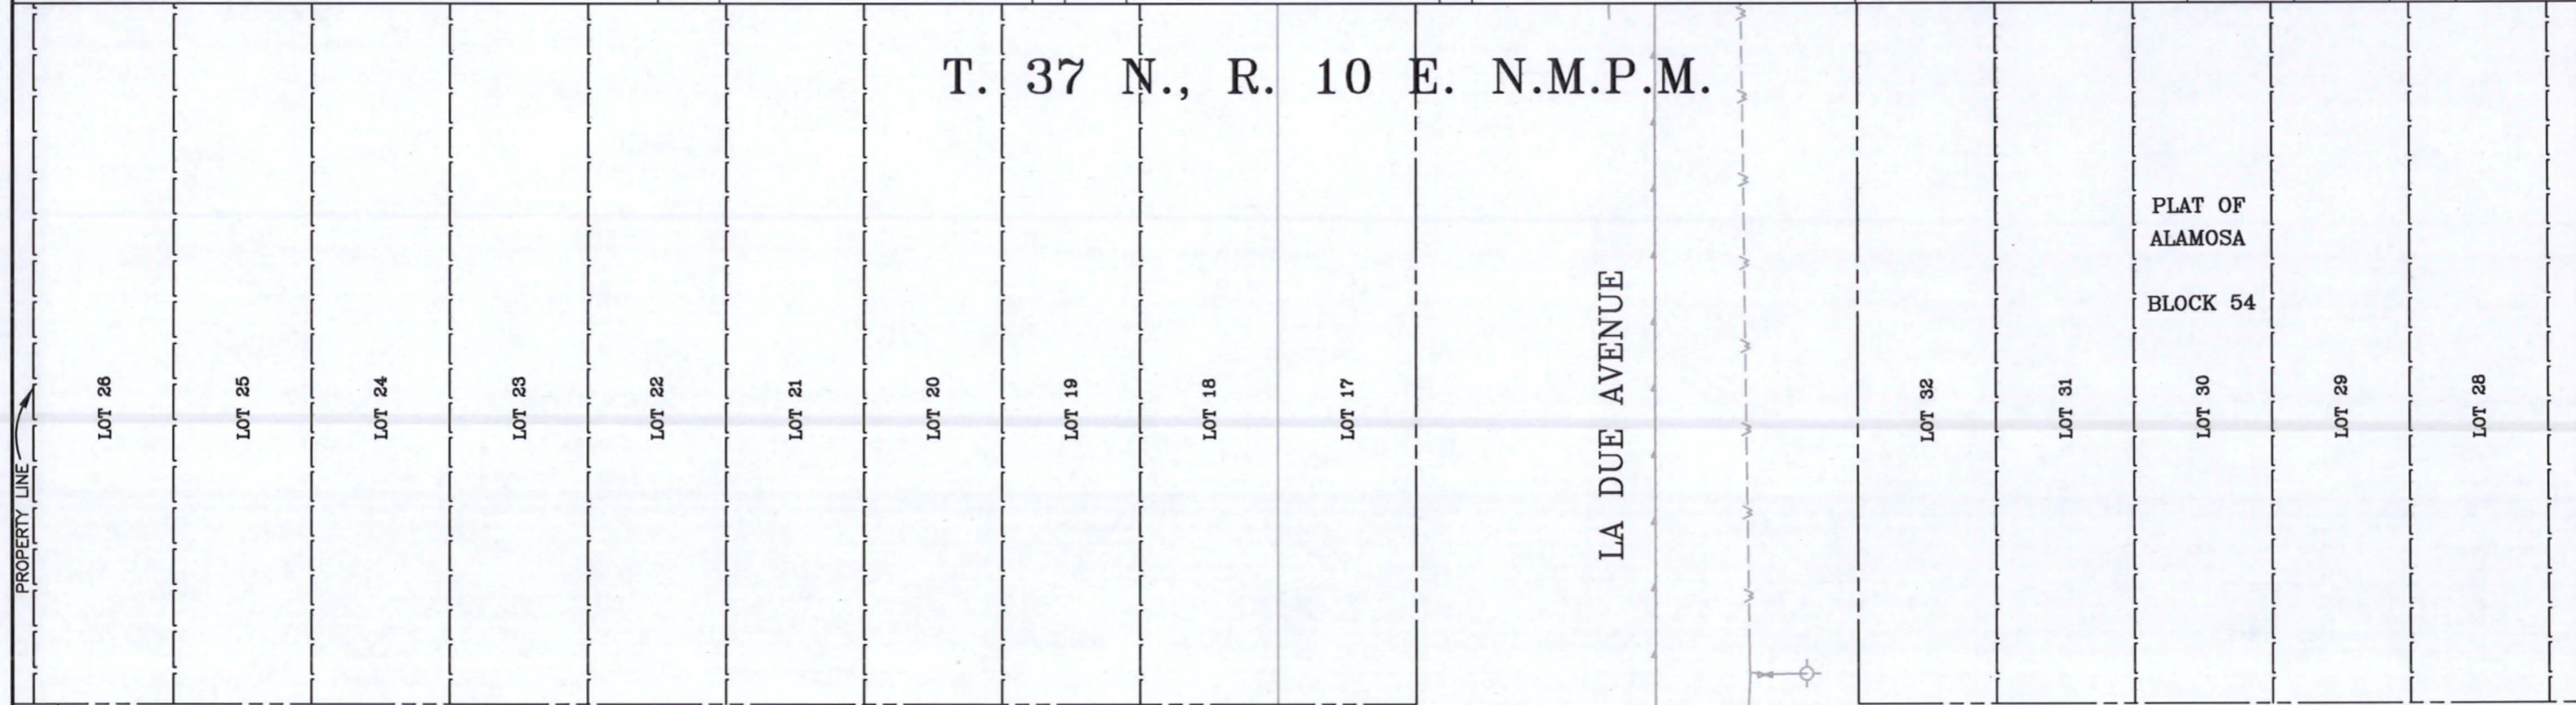 T. 37 N., R. 10 E. N.M.P.M.
PROPERTY LINE
LOT 26
LOT 25
LOT 24
LOT 23
LOT 22
LOT 21
LOT 20
LOT 19
LOT 18
LOT 17
LA DUE AVENUE
LOT 32
LOT 31
PLAT OF
ALAMOSA
BLOCK 54
LOT 30
LOT 29
LOT 28